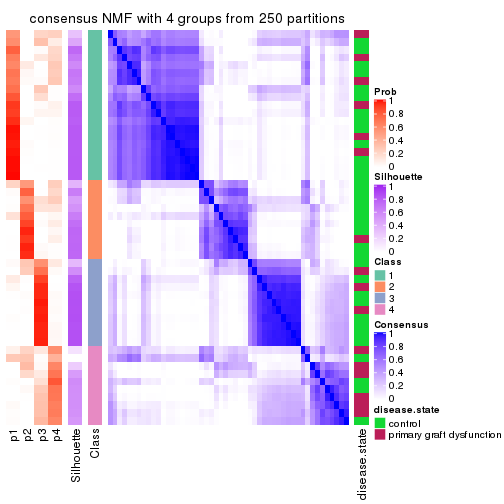 consensus NMF with 4 groups from 250 partitions
Prob
1
0.8
0.6
0.4
0.2
0
Silhouette
1
0.8
0.6
0.4
0.2
0
Class
1
2
3
4
Consensus
1
0.8
0.6
0.4
0.2
0
disease.state
control
primary graft dysfunction
p1
p2
p3
p4
Silhouette
Class
disease.state